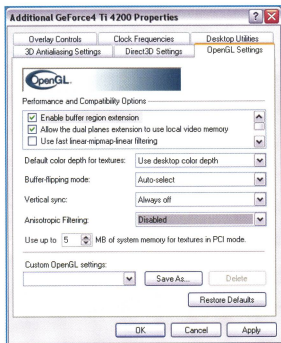 Additional GeForce4 Ti 4200 Properties
Overlay Controls
Clock Frequencies
Desktop Utilities
3D Antialiasing Settings
Direct3D Settings
OpenGL Settings
OpenGL.
Performance and Compatibility Options
Enable buffer region extension
Allow the dual planes extension to use local video memory
Use fast linear-mipmap-linear filtering
Default color depth for textures: Use desktop color depth
Buffer-flipping mode: Auto-select
Vertical sync: Always off
Anisotropic Filtering: Disabled
Use up to 5 MB of system memory for textures in PCI mode.
Custom OpenGL settings:
Save As...
Delete
Restore Defaults
OK
Cancel
Apply